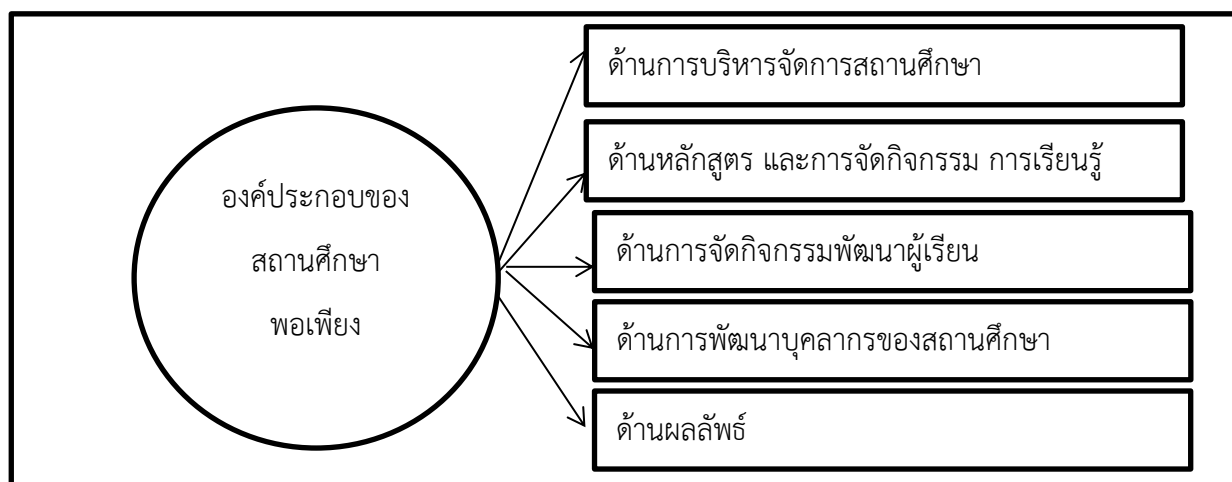 องค์ประกอบของ
สถานศึกษา
พอเพียง
ด้านการบริหารจัดการสถานศึกษา
ด้านหลักสูตร และการจัดกิจกรรม การเรียนรู้
ด้านการจัดกิจกรรมพัฒนาผู้เรียน
ด้านการพัฒนาบุคลากรของสถานศึกษา
ด้านผลลัพธ์